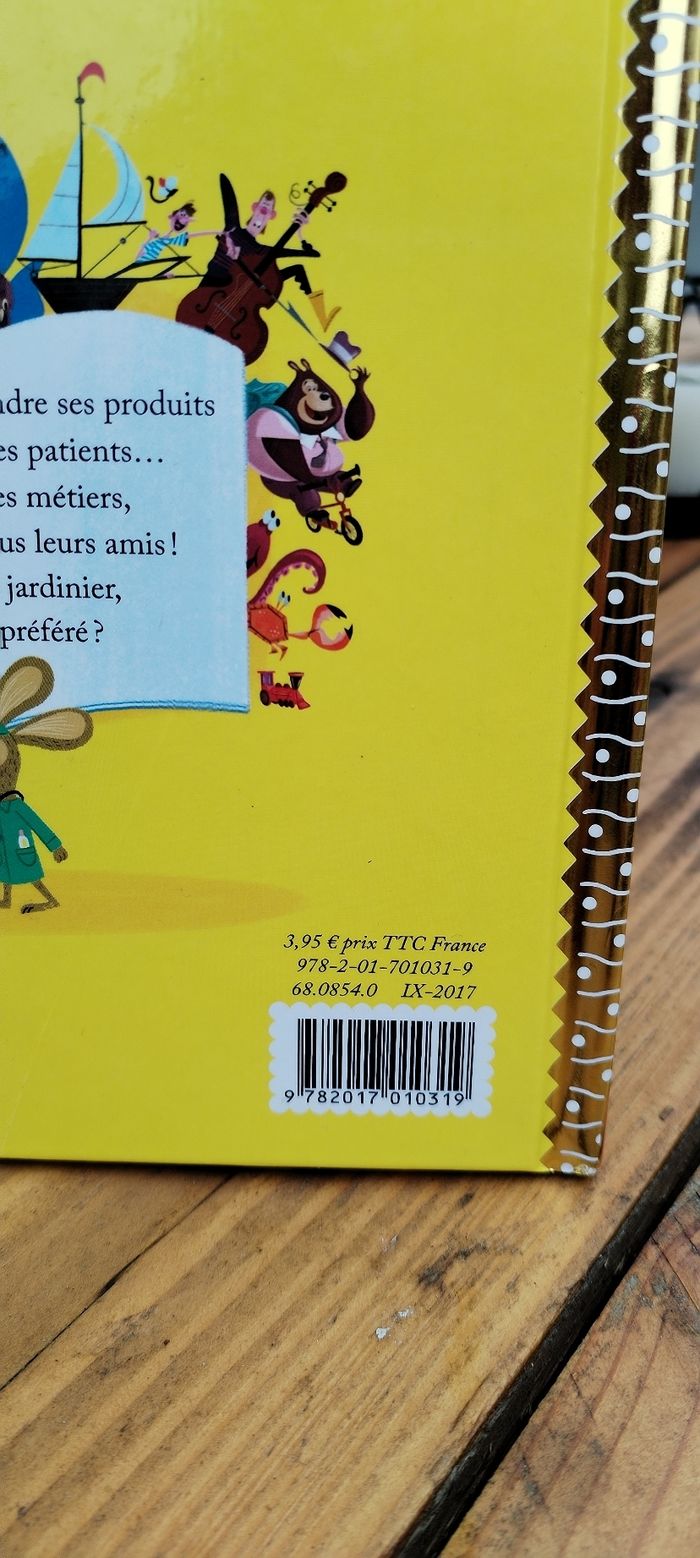 ses produits
patients…
métiers,
leurs amis !
jardinier,
préféré ?
3,95 € prix TTC France
978-2-01-701031-9
68.0854.0 IX-2017
9 782017 010319